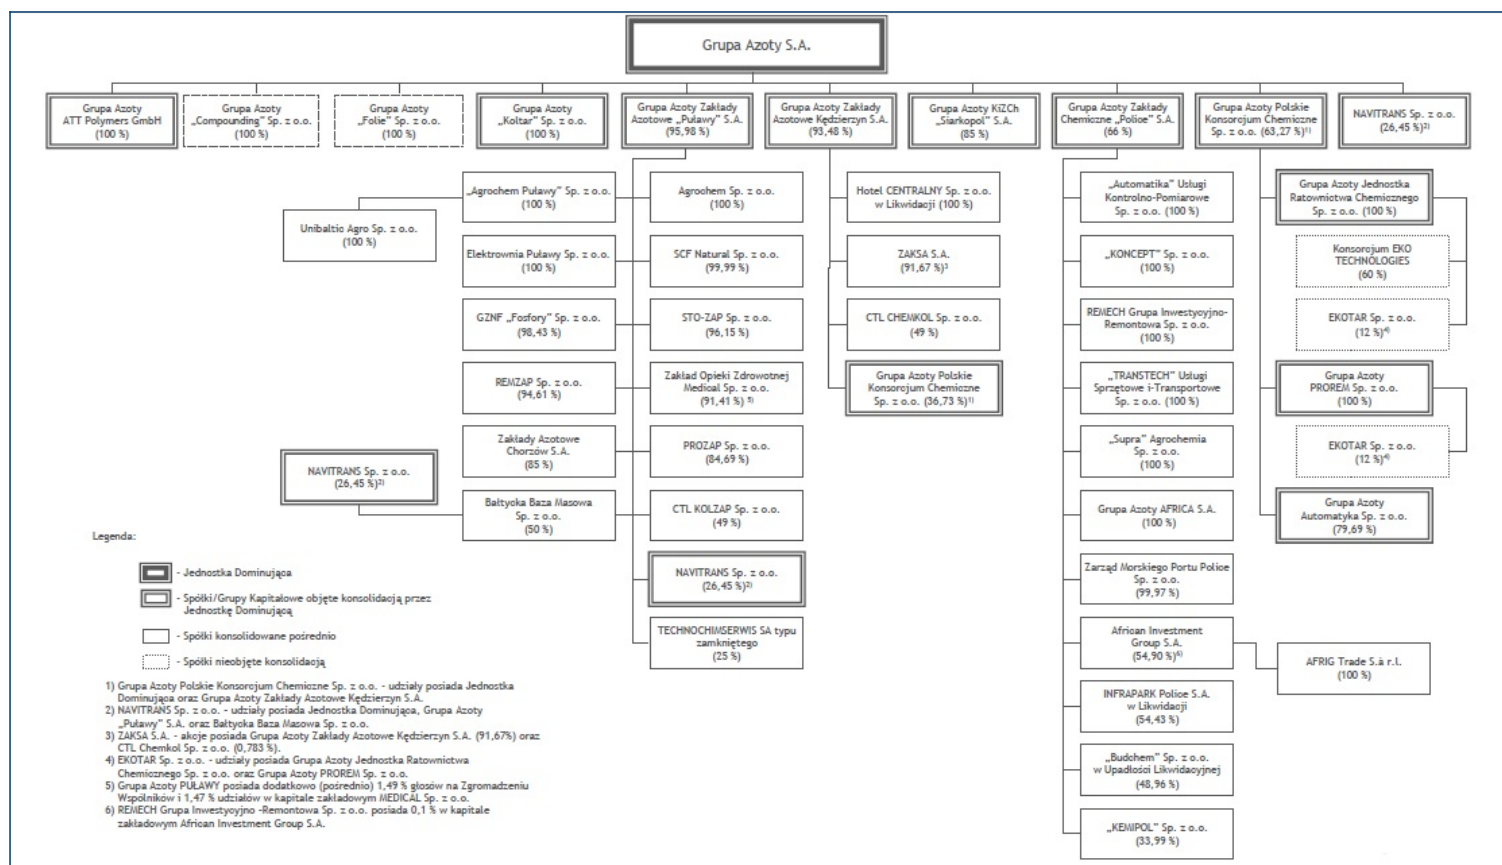 Grupa Azoty S.A.
Grupa Azoty
ATT Polymers GmbH
(100 %)
Grupa Azoty
„Compounding" Sp. z o.o.
(100 %)
Grupa Azoty
„Folie" Sp. z o.o.
(100 %)
Grupa Azoty
„Koltar" Sp. z o.o.
(100 %)
Grupa Azoty Zakłady
Azotowe „Puławy" S.A.
(95,98 %)
Grupa Azoty Zakłady
Azotowe Kędzierzyn S.A.
(93,48 %)
Grupa Azoty KiZCh
„Siarkopol" S.A.
(85 %)
Grupa Azoty Zakłady
Chemiczne „Police" S.A.
(66 %)
Grupa Azoty Polskie
Konsorcjum Chemiczne
Sp. z o.o. (63,27 %)¹⁾
NAVITRANS Sp. z o.o.
(26,45 %)²⁾
„Agrochem Puławy" Sp. z o.o.
(100 %)
Unibaltic Agro Sp. z o.o.
(100 %)
Elektrownia Puławy Sp. z o.o.
(100 %)
GZNF „Fosfory" Sp. z o.o.
(98,43 %)
REMZAP Sp. z o.o.
(94,61 %)
Zakłady Azotowe
Chorzów S.A.
(85 %)
NAVITRANS Sp. z o.o.
(26,45 %)²⁾
Bałtycka Baza Masowa
Sp. z o.o.
(50 %)
Agrochem Sp. z o.o.
(100 %)
SCF Natural Sp. z o.o.
(99,99 %)
STO-ZAP Sp. z o.o.
(96,15 %)
Zakład Opieki Zdrowotnej
Medical Sp. z o.o.
(91,41 %) ⁵⁾
PROZAP Sp. z o.o.
(84,69 %)
CTL KOLZAP Sp. z o.o.
(49 %)
NAVITRANS Sp. z o.o.
(26,45 %)²⁾
TECHNOCHIMSERWIS SA typu
zamkniętego
(25 %)
Hotel CENTRALNY Sp. z o.o.
w Likwidacji (100 %)
ZAKSA S.A.
(91,67 %)³
CTL CHEMKOL Sp. z o.o.
(49 %)
Grupa Azoty Polskie
Konsorcjum Chemiczne
Sp. z o.o. (36,73 %)¹⁾
„Automatika" Usługi
Kontrolno-Pomiarowe
Sp. z o.o. (100 %)
„KONCEPT" Sp. z o.o.
(100 %)
REMECH Grupa Inwestycyjno-
Remontowa Sp. z o.o.
(100 %)
„TRANSTECH" Usługi
Sprzętowe i-Transportowe
Sp. z o.o. (100 %)
„Supra" Agrochemia
Sp. z o.o.
(100 %)
Grupa Azoty AFRICA S.A.
(100 %)
Zarząd Morskiego Portu Police
Sp. z o.o.
(99,97 %)
African Investment
Group S.A.
(54,90 %)⁶⁾
AFRIG Trade S.à r.l.
(100 %)
INFRAPARK Police S.A.
w Likwidacji
(54,43 %)
„Budchem" Sp. z o.o.
w Upadłości Likwidacyjnej
(48,96 %)
„KEMIPOL" Sp. z o.o.
(33,99 %)
Grupa Azoty Jednostka
Ratownictwa Chemicznego
Sp. z o.o. (100 %)
Konsorcjum EKO
TECHNOLOGIES
(60 %)
EKOTAR Sp. z o.o.
(12 %)⁴⁾
Grupa Azoty
PROREM Sp. z o.o.
(100 %)
EKOTAR Sp. z o.o.
(12 %)⁴⁾
Grupa Azoty
Automatyka Sp. z o.o.
(79,69 %)
Legenda:
- Jednostka Dominująca
- Spółki/Grupy Kapitałowe objęte konsolidacją przez
Jednostkę Dominującą
- Spółki konsolidowane pośrednio
- Spółki nieobjęte konsolidacją
1) Grupa Azoty Polskie Konsorcjum Chemiczne Sp. z o.o. - udziały posiada Jednostka
Dominująca oraz Grupa Azoty Zakłady Azotowe Kędzierzyn S.A.
2) NAVITRANS Sp. z o.o. - udziały posiada Jednostka Dominująca, Grupa Azoty
„Puławy" S.A. oraz Bałtycka Baza Masowa Sp. z o.o.
3) ZAKSA S.A. - akcje posiada Grupa Azoty Zakłady Azotowe Kędzierzyn S.A. (91,67%) oraz
CTL Chemkol Sp. z o.o. (0,783 %).
4) EKOTAR Sp. z o.o. - udziały posiada Grupa Azoty Jednostka Ratownictwa
Chemicznego Sp. z o.o. oraz Grupa Azoty PROREM Sp. z o.o.
5) Grupa Azoty PUŁAWY posiada dodatkowo (pośrednio) 1,49 % głosów na Zgromadzeniu
Wspólników i 1,47 % udziałów w kapitale zakładowym MEDICAL Sp. z o.o.
6) REMECH Grupa Inwestycyjno -Remontowa Sp. z o.o. posiada 0,1 % w kapitale
zakładowym African Investment Group S.A.